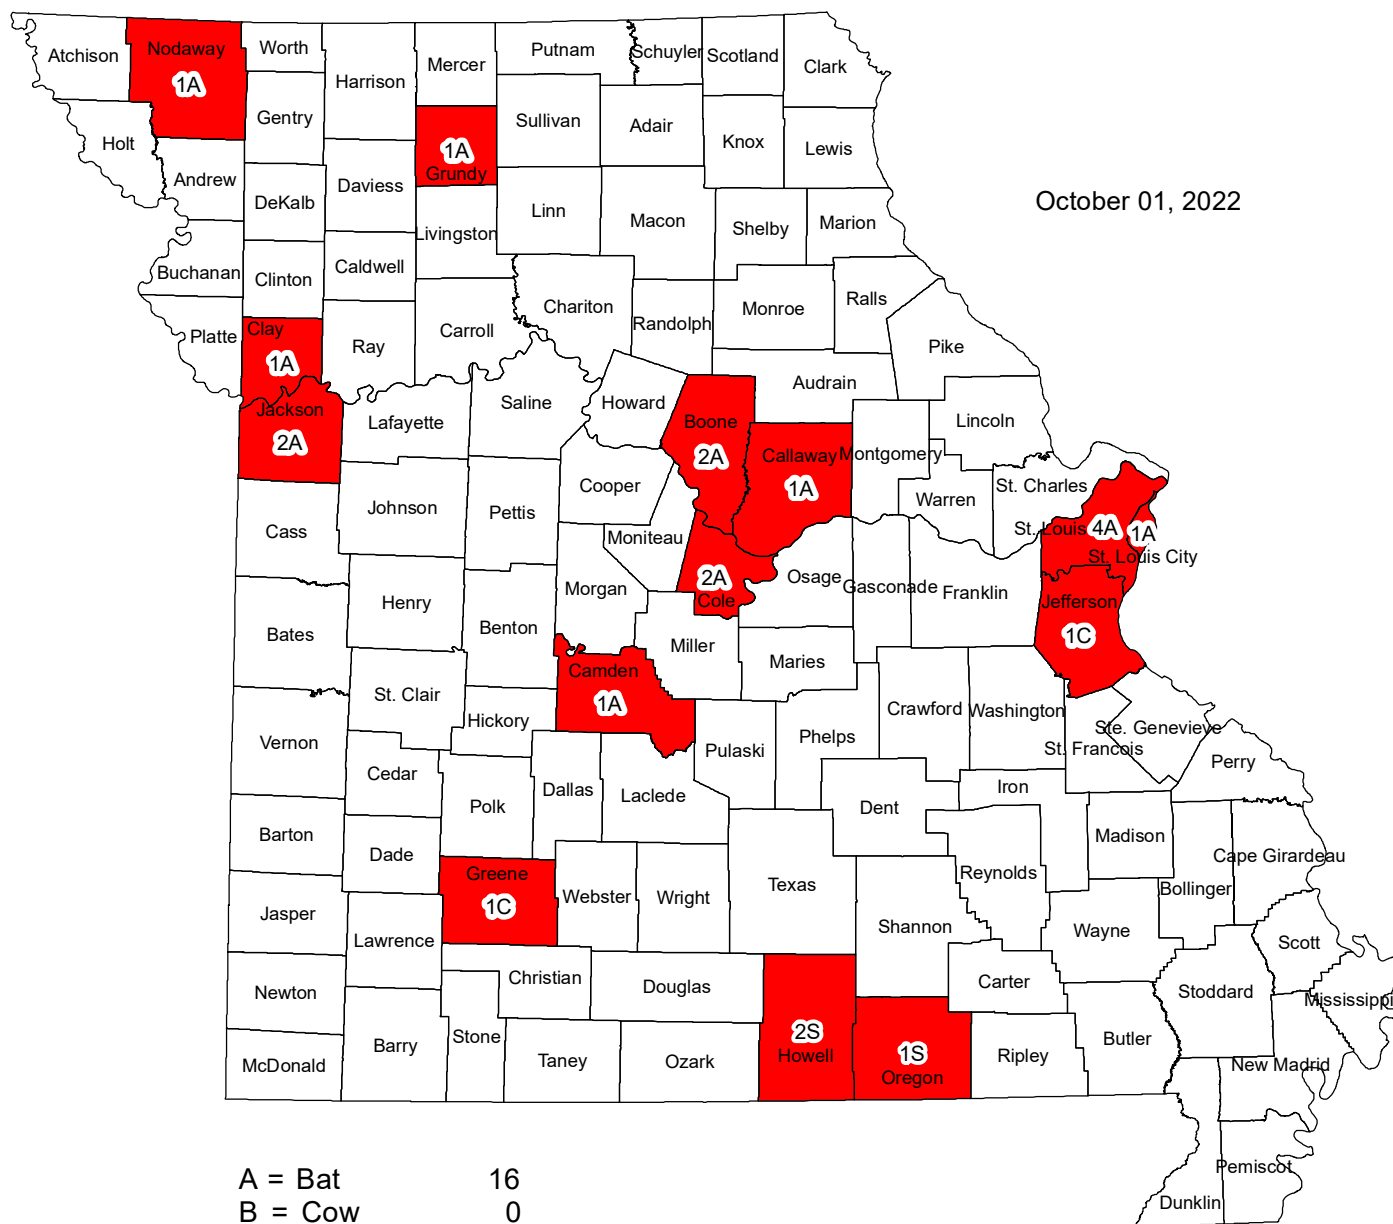 Atchison
Nodaway
1A
Worth
Harrison
Mercer
Putnam
Schuyler
Scotland
Clark
Holt
Gentry
1A
Grundy
Sullivan
Adair
Knox
Lewis
Andrew
DeKalb
Daviess
Livingston
Linn
Macon
Shelby
Marion
October 01, 2022
Buchanan
Clinton
Caldwell
Chariton
Randolph
Monroe
Ralls
Platte
Clay
1A
Ray
Carroll
Pike
Audrain
Jackson
2A
Lafayette
Saline
Howard
Boone
2A
Callaway
1A
Montgomery
Lincoln
Warren
St. Charles
Cass
Johnson
Pettis
Cooper
Moniteau
St. Louis
4A
1A
St. Louis City
2A
Cole
Osage
Gasconade
Franklin
Jefferson
1C
Bates
Henry
Benton
Morgan
Miller
Maries
Camden
1A
St. Clair
Hickory
Vernon
Cedar
Polk
Dallas
Laclede
Pulaski
Phelps
Crawford
Washington
Ste. Genevieve
St. Francois
Perry
Dent
Iron
Barton
Dade
Greene
1C
Webster
Wright
Texas
Reynolds
Madison
Cape Girardeau
Bollinger
Jasper
Lawrence
Shannon
Wayne
Scott
Newton
Christian
Douglas
Carter
Stoddard
Mississippi
McDonald
Barry
Stone
Taney
Ozark
2S
Howell
1S
Oregon
Ripley
Butler
New Madrid
Pemiscot
Dunklin
A = Bat 16
B = Cow 0